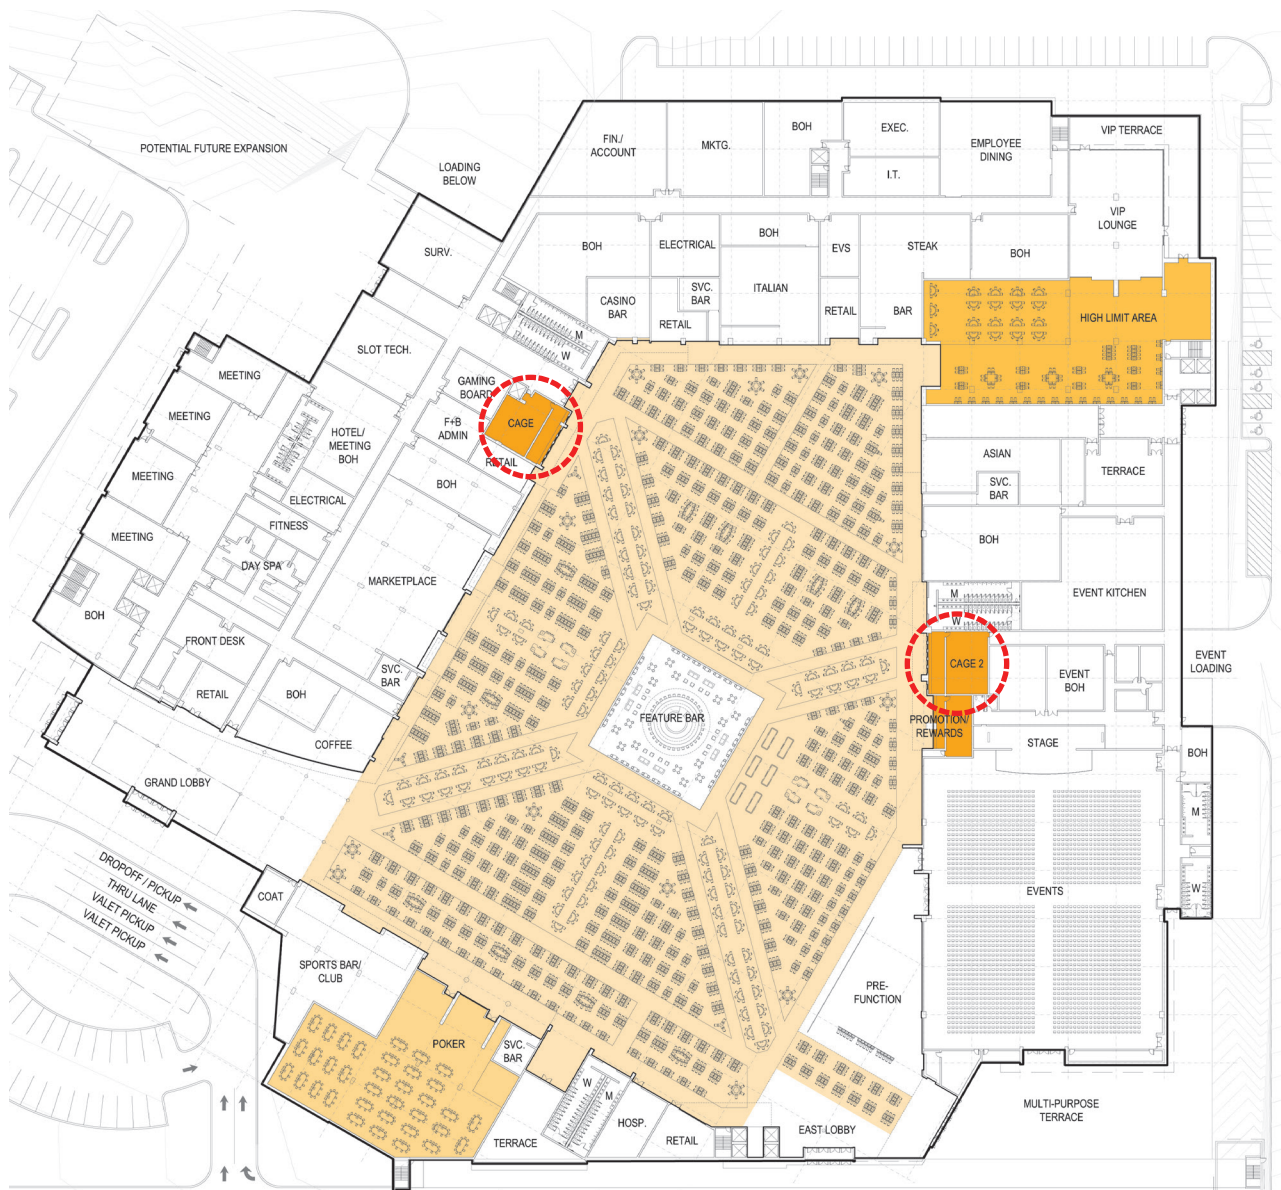 POTENTIAL FUTURE EXPANSION
LOADING
BELOW
FIN./
ACCOUNT
MKTG.
BOH
EXEC.
I.T.
EMPLOYEE
DINING
VIP TERRACE
VIP
LOUNGE
SURV.
BOH
ELECTRICAL
BOH
EVS
STEAK
BOH
CASINO
BAR
SVC.
BAR
RETAIL
ITALIAN
RETAIL
BAR
HIGH LIMIT AREA
M
W
SLOT TECH.
GAMING
BOARD
CAGE
F+B
ADMIN
RETAIL
BOH
MEETING
MEETING
MEETING
MEETING
HOTEL/
MEETING
BOH
ELECTRICAL
FITNESS
DAY SPA
MARKETPLACE
BOH
FRONT DESK
RETAIL
BOH
SVC.
BAR
COFFEE
GRAND LOBBY
ASIAN
SVC.
BAR
TERRACE
BOH
EVENT KITCHEN
M
W
CAGE 2
EVENT
BOH
EVENT
LOADING
PROMOTION/
REWARDS
STAGE
BOH
M
W
FEATURE BAR
EVENTS
DROPOFF / PICKUP
THRU LANE
VALET PICKUP
VALET PICKUP
COAT
SPORTS BAR/
CLUB
POKER
SVC.
BAR
W
M
TERRACE
HOSP.
RETAIL
EAST LOBBY
PRE-
FUNCTION
MULTI-PURPOSE
TERRACE